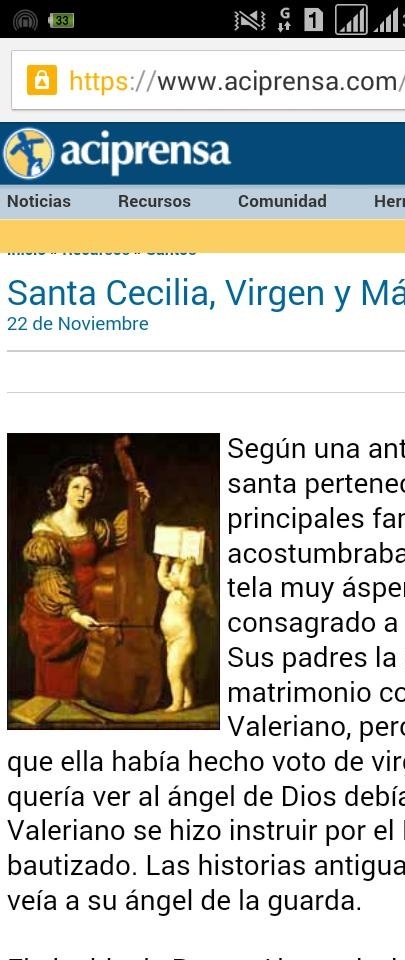 33
G
1
https://www.aciprensa.com/
aciprensa
Noticias Recursos Comunidad Her
Inicio » Recursos » Santos
Santa Cecilia, Virgen y Má
22 de Noviembre
Según una ant
santa pertenec
principales fan
acostumbraba
tela muy áspe
consagrado a
Sus padres la
matrimonio co
Valeriano, pero
que ella había hecho voto de virg
quería ver al ángel de Dios debía
Valeriano se hizo instruir por el
bautizado. Las historias antigua
veía a su ángel de la guarda.